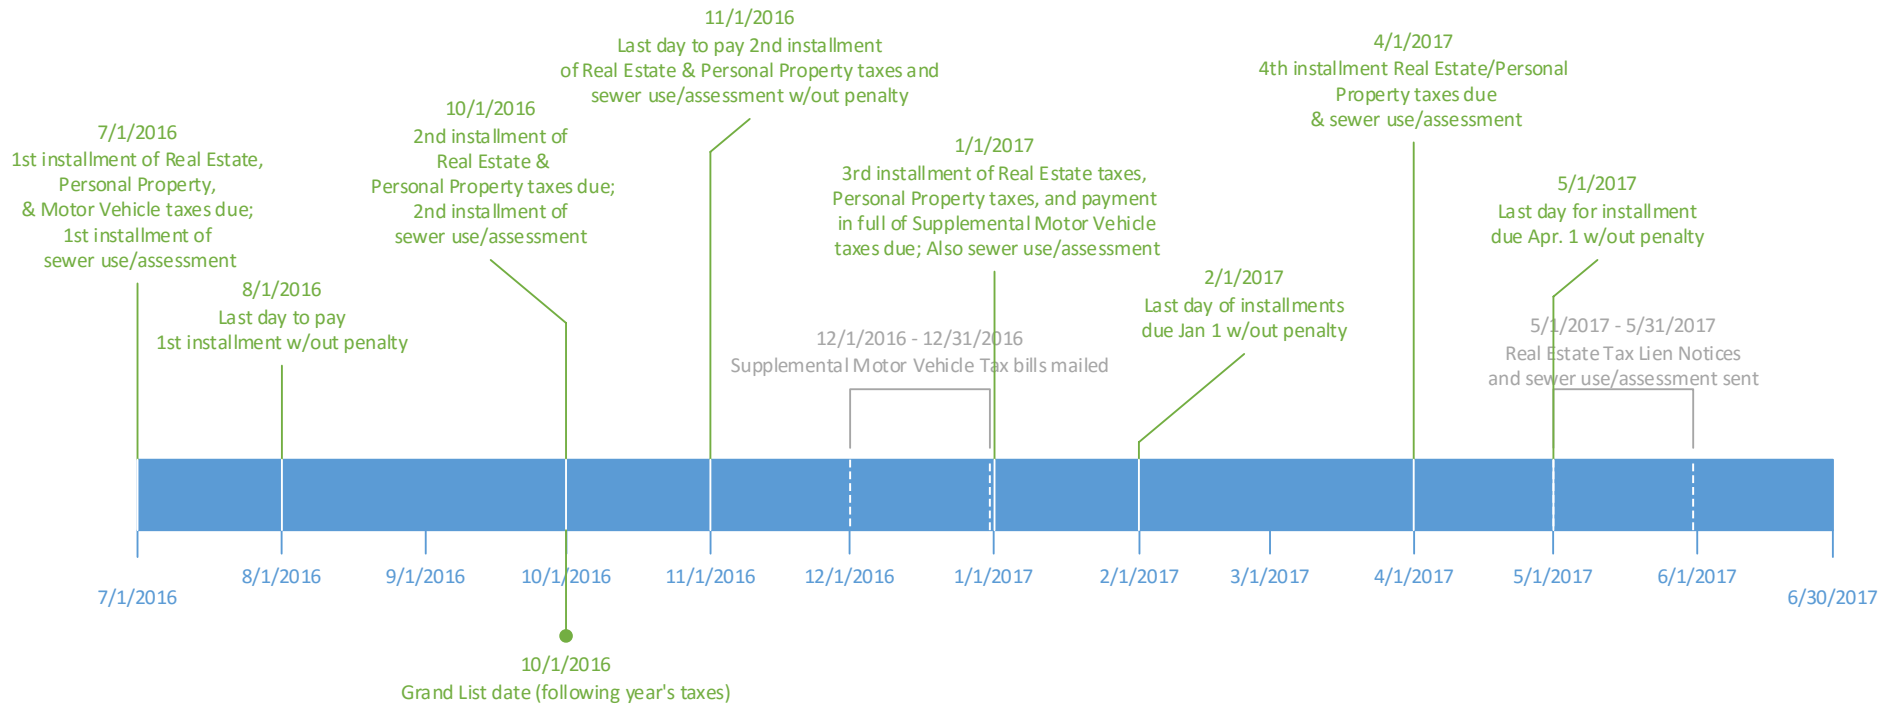 11/1/2016
Last day to pay 2nd installment
of Real Estate & Personal Property taxes and
sewer use/assessment w/out penalty
4/1/2017
4th installment Real Estate/Personal
Property taxes due
& sewer use/assessment
10/1/2016
2nd installment of
Real Estate &
Personal Property taxes due;
2nd installment of
sewer use/assessment
7/1/2016
1st installment of Real Estate,
Personal Property,
& Motor Vehicle taxes due;
1st installment of
sewer use/assessment
1/1/2017
3rd installment of Real Estate taxes,
Personal Property taxes, and payment
in full of Supplemental Motor Vehicle
taxes due; Also sewer use/assessment
5/1/2017
Last day for installment
due Apr. 1 w/out penalty
8/1/2016
Last day to pay
1st installment w/out penalty
2/1/2017
Last day of installments
due Jan 1 w/out penalty
12/1/2016 - 12/31/2016
Supplemental Motor Vehicle Tax bills mailed
5/1/2017 - 5/31/2017
Real Estate Tax Lien Notices
and sewer use/assessment sent
7/1/2016
8/1/2016
9/1/2016
10/1/2016
11/1/2016
12/1/2016
1/1/2017
2/1/2017
3/1/2017
4/1/2017
5/1/2017
6/1/2017
6/30/2017
10/1/2016
Grand List date (following year's taxes)